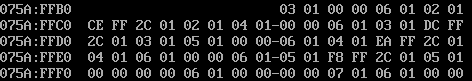 075A:FFB0 03 01 00 00 06 01 02 01
075A:FFC0 CE FF 2C 01 02 01 04 01-00 00 06 01 03 01 DC FF
075A:FFD0 2C 01 03 01 05 01 00 00-06 01 04 01 EA FF 2C 01
075A:FFE0 04 01 06 01 00 00 06 01-05 01 F8 FF 2C 01 05 01
075A:FFF0 00 00 00 00 06 01 00 00-00 00 07 01 06 01 00 00